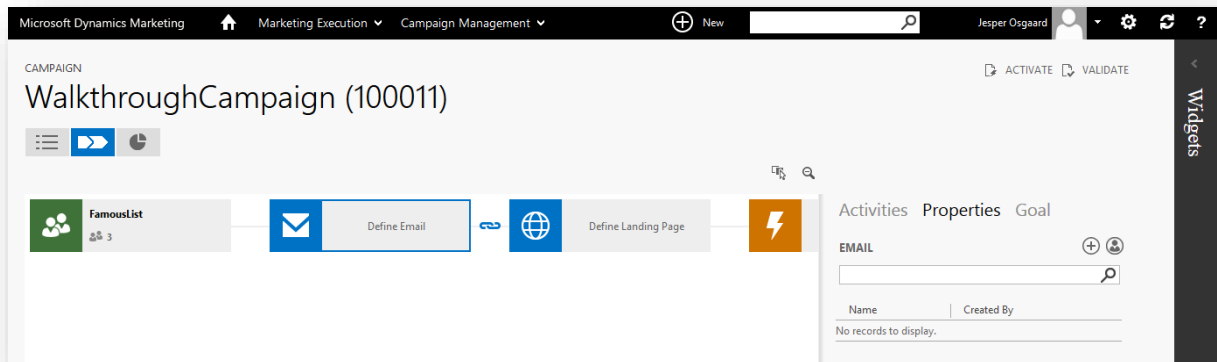 Microsoft Dynamics Marketing Marketing Execution Campaign Management New Jesper Osgaard ?
CAMPAIGN
ACTIVATE VALIDATE
WalkthroughCampaign (100011)
Widgets
FamousList
3
Define Email
Define Landing Page
Activities Properties Goal
EMAIL
Name Created By
No records to display.